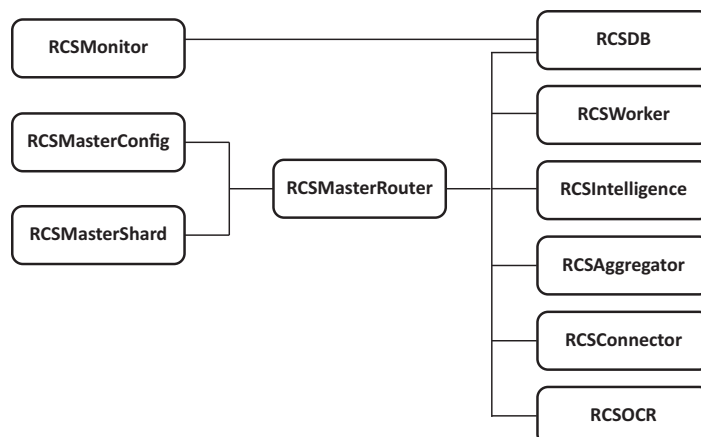 RCSMonitor
RCSDB
RCSMasterConfig
RCSWorker
RCSMasterRouter
RCSIntelligence
RCSMasterShard
RCSAggregator
RCSConnector
RCSOCR